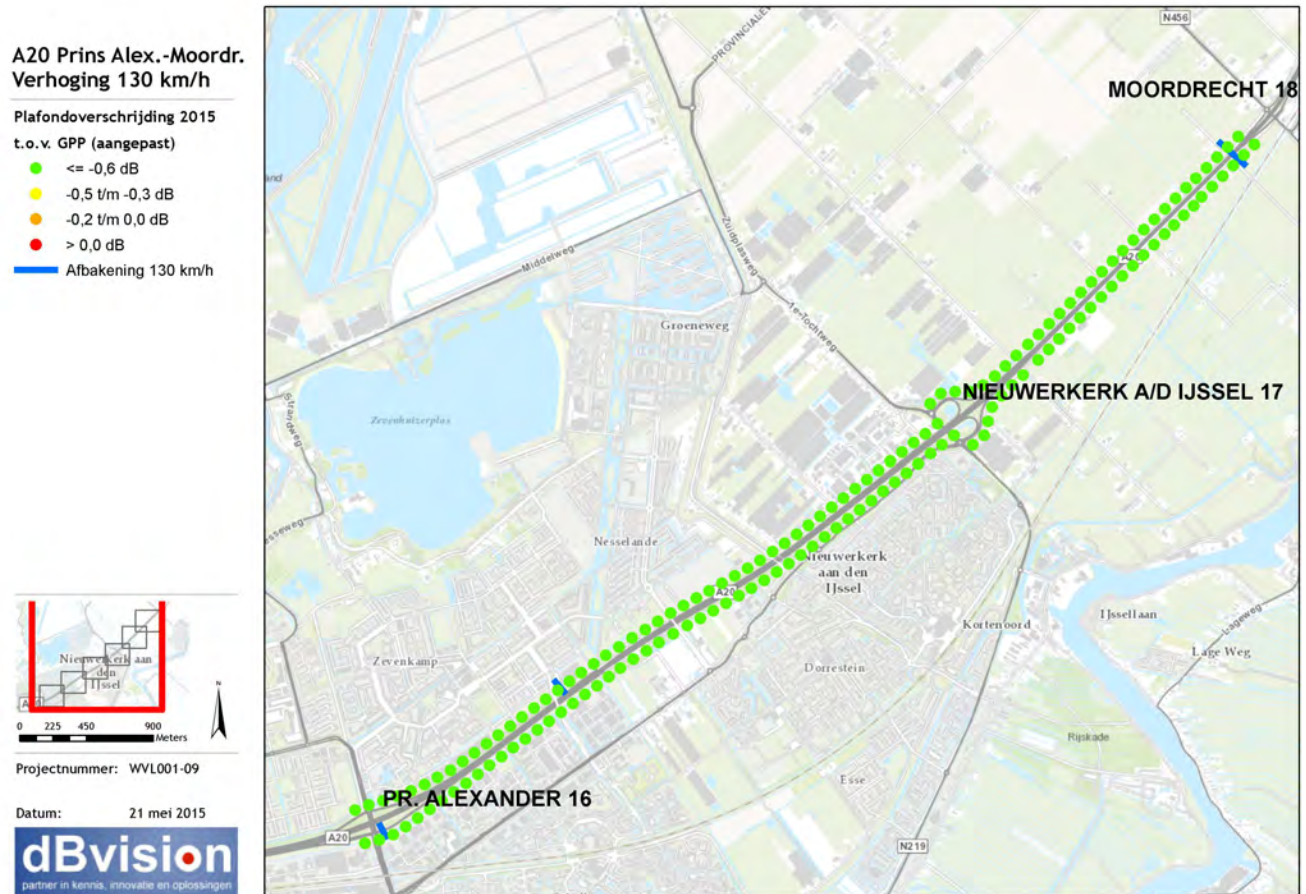 A20 Prins Alex.-Moordr.
Verhoging 130 km/h
Plafondoverschrijding 2015
t.o.v. GPP (aangepast)
<= -0,6 dB
-0,5 t/m -0,3 dB
-0,2 t/m 0,0 dB
> 0,0 dB
Afbakening 130 km/h
Nieuwerkerk aan
den
IJssel
N
0 225 450 900
Meters
Projectnummer: WVL001-09
Datum: 21 mei 2015
dBvision
partner in kennis, innovatie en oplossingen
N456
MOORDRECHT 18
A20
Zuidplasweg
Middelweg
1e Tochtweg
Groeneweg
Strandweg
Zevenhuizerplas
NIEUWERKERK A/D IJSSEL 17
Nesselande
Nieuwerkerk
aan den
IJssel
A20
Kortenoord
IJssellaan
Lageweg
Lage Weg
Zevenkamp
Dorrestein
Rijskade
Esse
PR. ALEXANDER 16
A20
N219